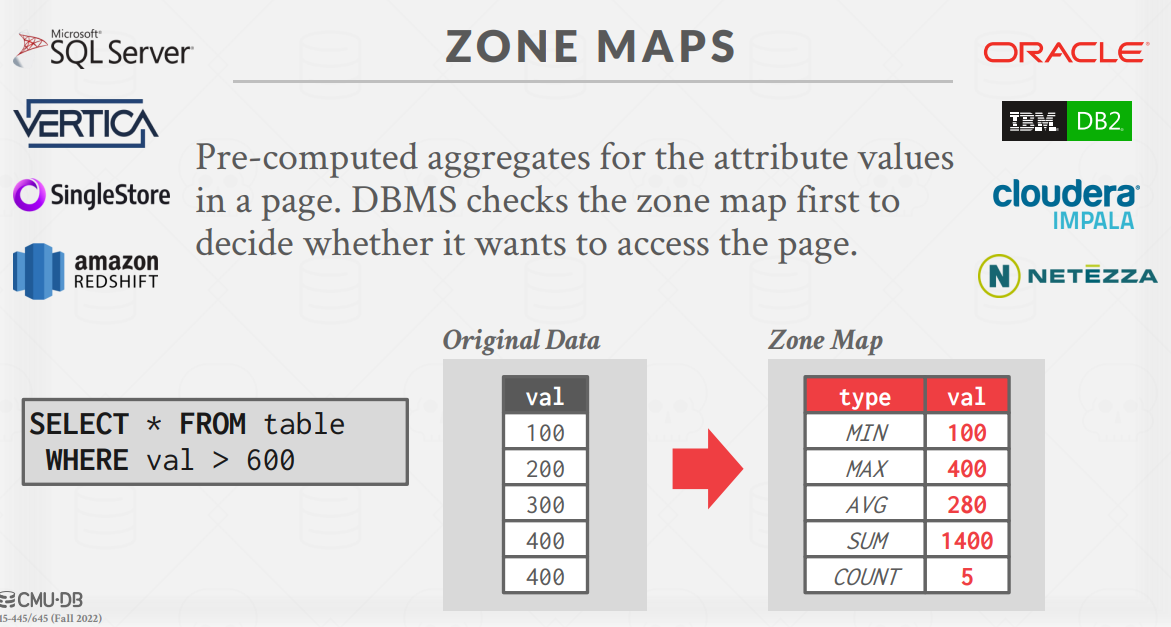 ZONE MAPS
Microsoft®
SQL Server®
VERTICA
SingleStore
amazon
REDSHIFT
ORACLE®
IBM® DB2®
cloudera®
IMPALA
N NETĒZZA
Pre-computed aggregates for the attribute values
in a page. DBMS checks the zone map first to
decide whether it wants to access the page.
SELECT * FROM table
WHERE val > 600
Original Data
val
100
200
300
400
400
Zone Map
type val
MIN 100
MAX 400
AVG 280
SUM 1400
COUNT 5
CMU·DB
15-445/645 (Fall 2022)